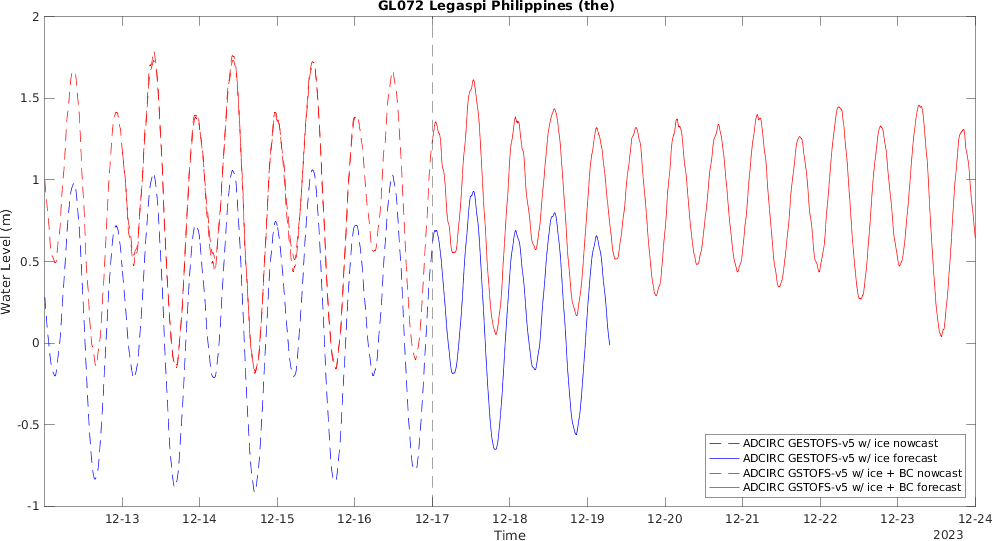 GL072 Legaspi Philippines (the)
2
1.5
1
0.5
0
-0.5
-1
Water Level (m)
ADCIRC GESTOFS-v5 w/ ice nowcast
ADCIRC GESTOFS-v5 w/ ice forecast
ADCIRC GSTOFS-v5 w/ ice + BC nowcast
ADCIRC GSTOFS-v5 w/ ice + BC forecast
12-13 12-14 12-15 12-16 12-17 12-18 12-19 12-20 12-21 12-22 12-23 12-24
Time
2023